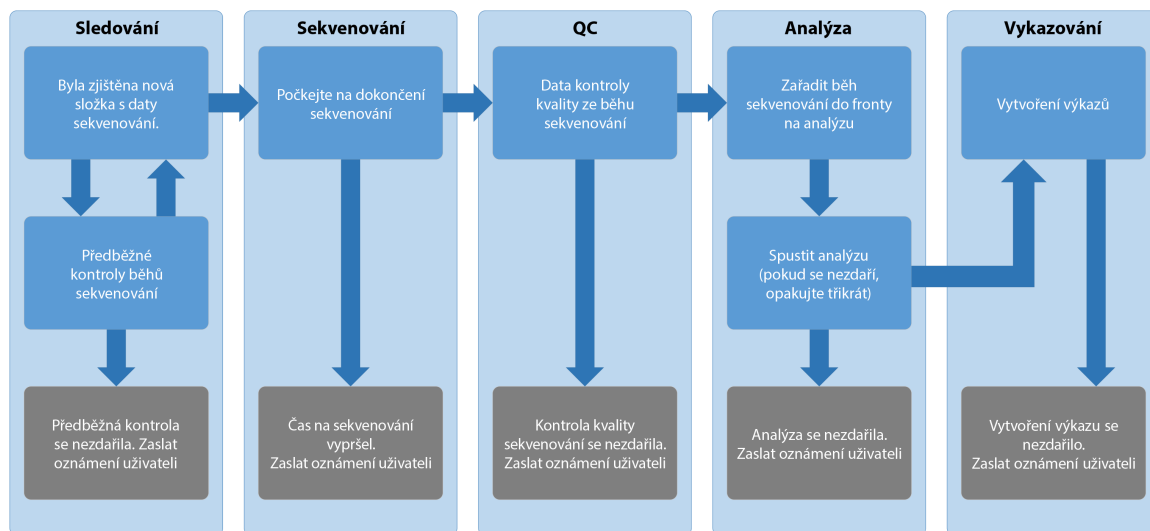 Sledování
Byla zjištěna nová
složka s daty
sekvenování.
Předběžné
kontroly běhů
sekvenování
Předběžná kontrola
se nezdařila. Zaslat
oznámení uživateli
Sekvenování
Počkejte na dokončení
sekvenování
Čas na sekvenování
vypršel.
Zaslat oznámení uživateli
QC
Data kontroly
kvality ze běhu
sekvenování
Kontrola kvality
sekvenování se nezdařila.
Zaslat oznámení uživateli
Analýza
Zařadit běh
sekvenování do fronty
na analýzu
Spustit analýzu
(pokud se nezdaří,
opakujte třikrát)
Analýza se nezdařila.
Zaslat oznámení uživateli
Vykazování
Vytvoření výkazů
Vytvoření výkazu se
nezdařilo.
Zaslat oznámení uživateli